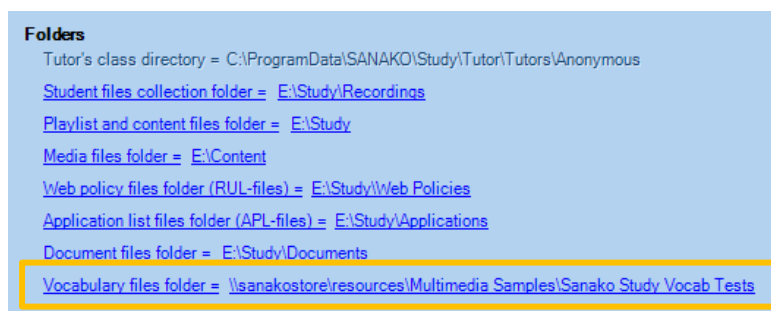 Folders
Tutor's class directory = C:\ProgramData\SANAKO\Study\Tutor\Tutors\Anonymous
Student files collection folder = E:\Study\Recordings
Playlist and content files folder = E:\Study
Media files folder = E:\Content
Web policy files folder (RUL-files) = E:\Study\Web Policies
Application list files folder (APL-files) = E:\Study\Applications
Document files folder = E:\Study\Documents
Vocabulary files folder = \\sanakostore\resources\Multimedia Samples\Sanako Study Vocab Tests